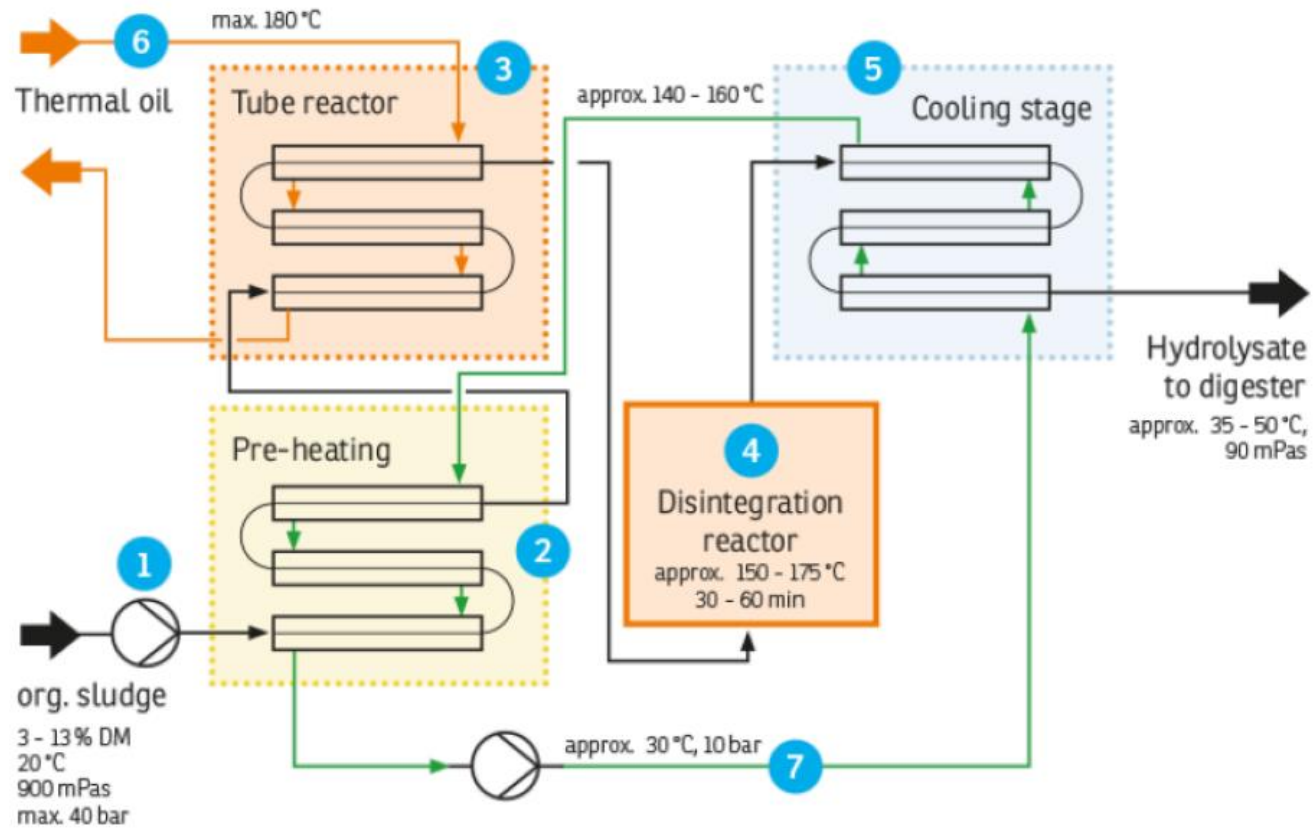 max. 180 °C
6
3
5
Thermal oil
Tube reactor
approx. 140 - 160 °C
Cooling stage
Hydrolysate
to digester
approx. 35 - 50 °C,
90 mPas
Pre-heating
4
Disintegration
reactor
approx. 150 - 175 °C
30 - 60 min
1
2
org. sludge
3 - 13 % DM
20 °C
900 mPas
max. 40 bar
approx. 30 °C, 10 bar
7